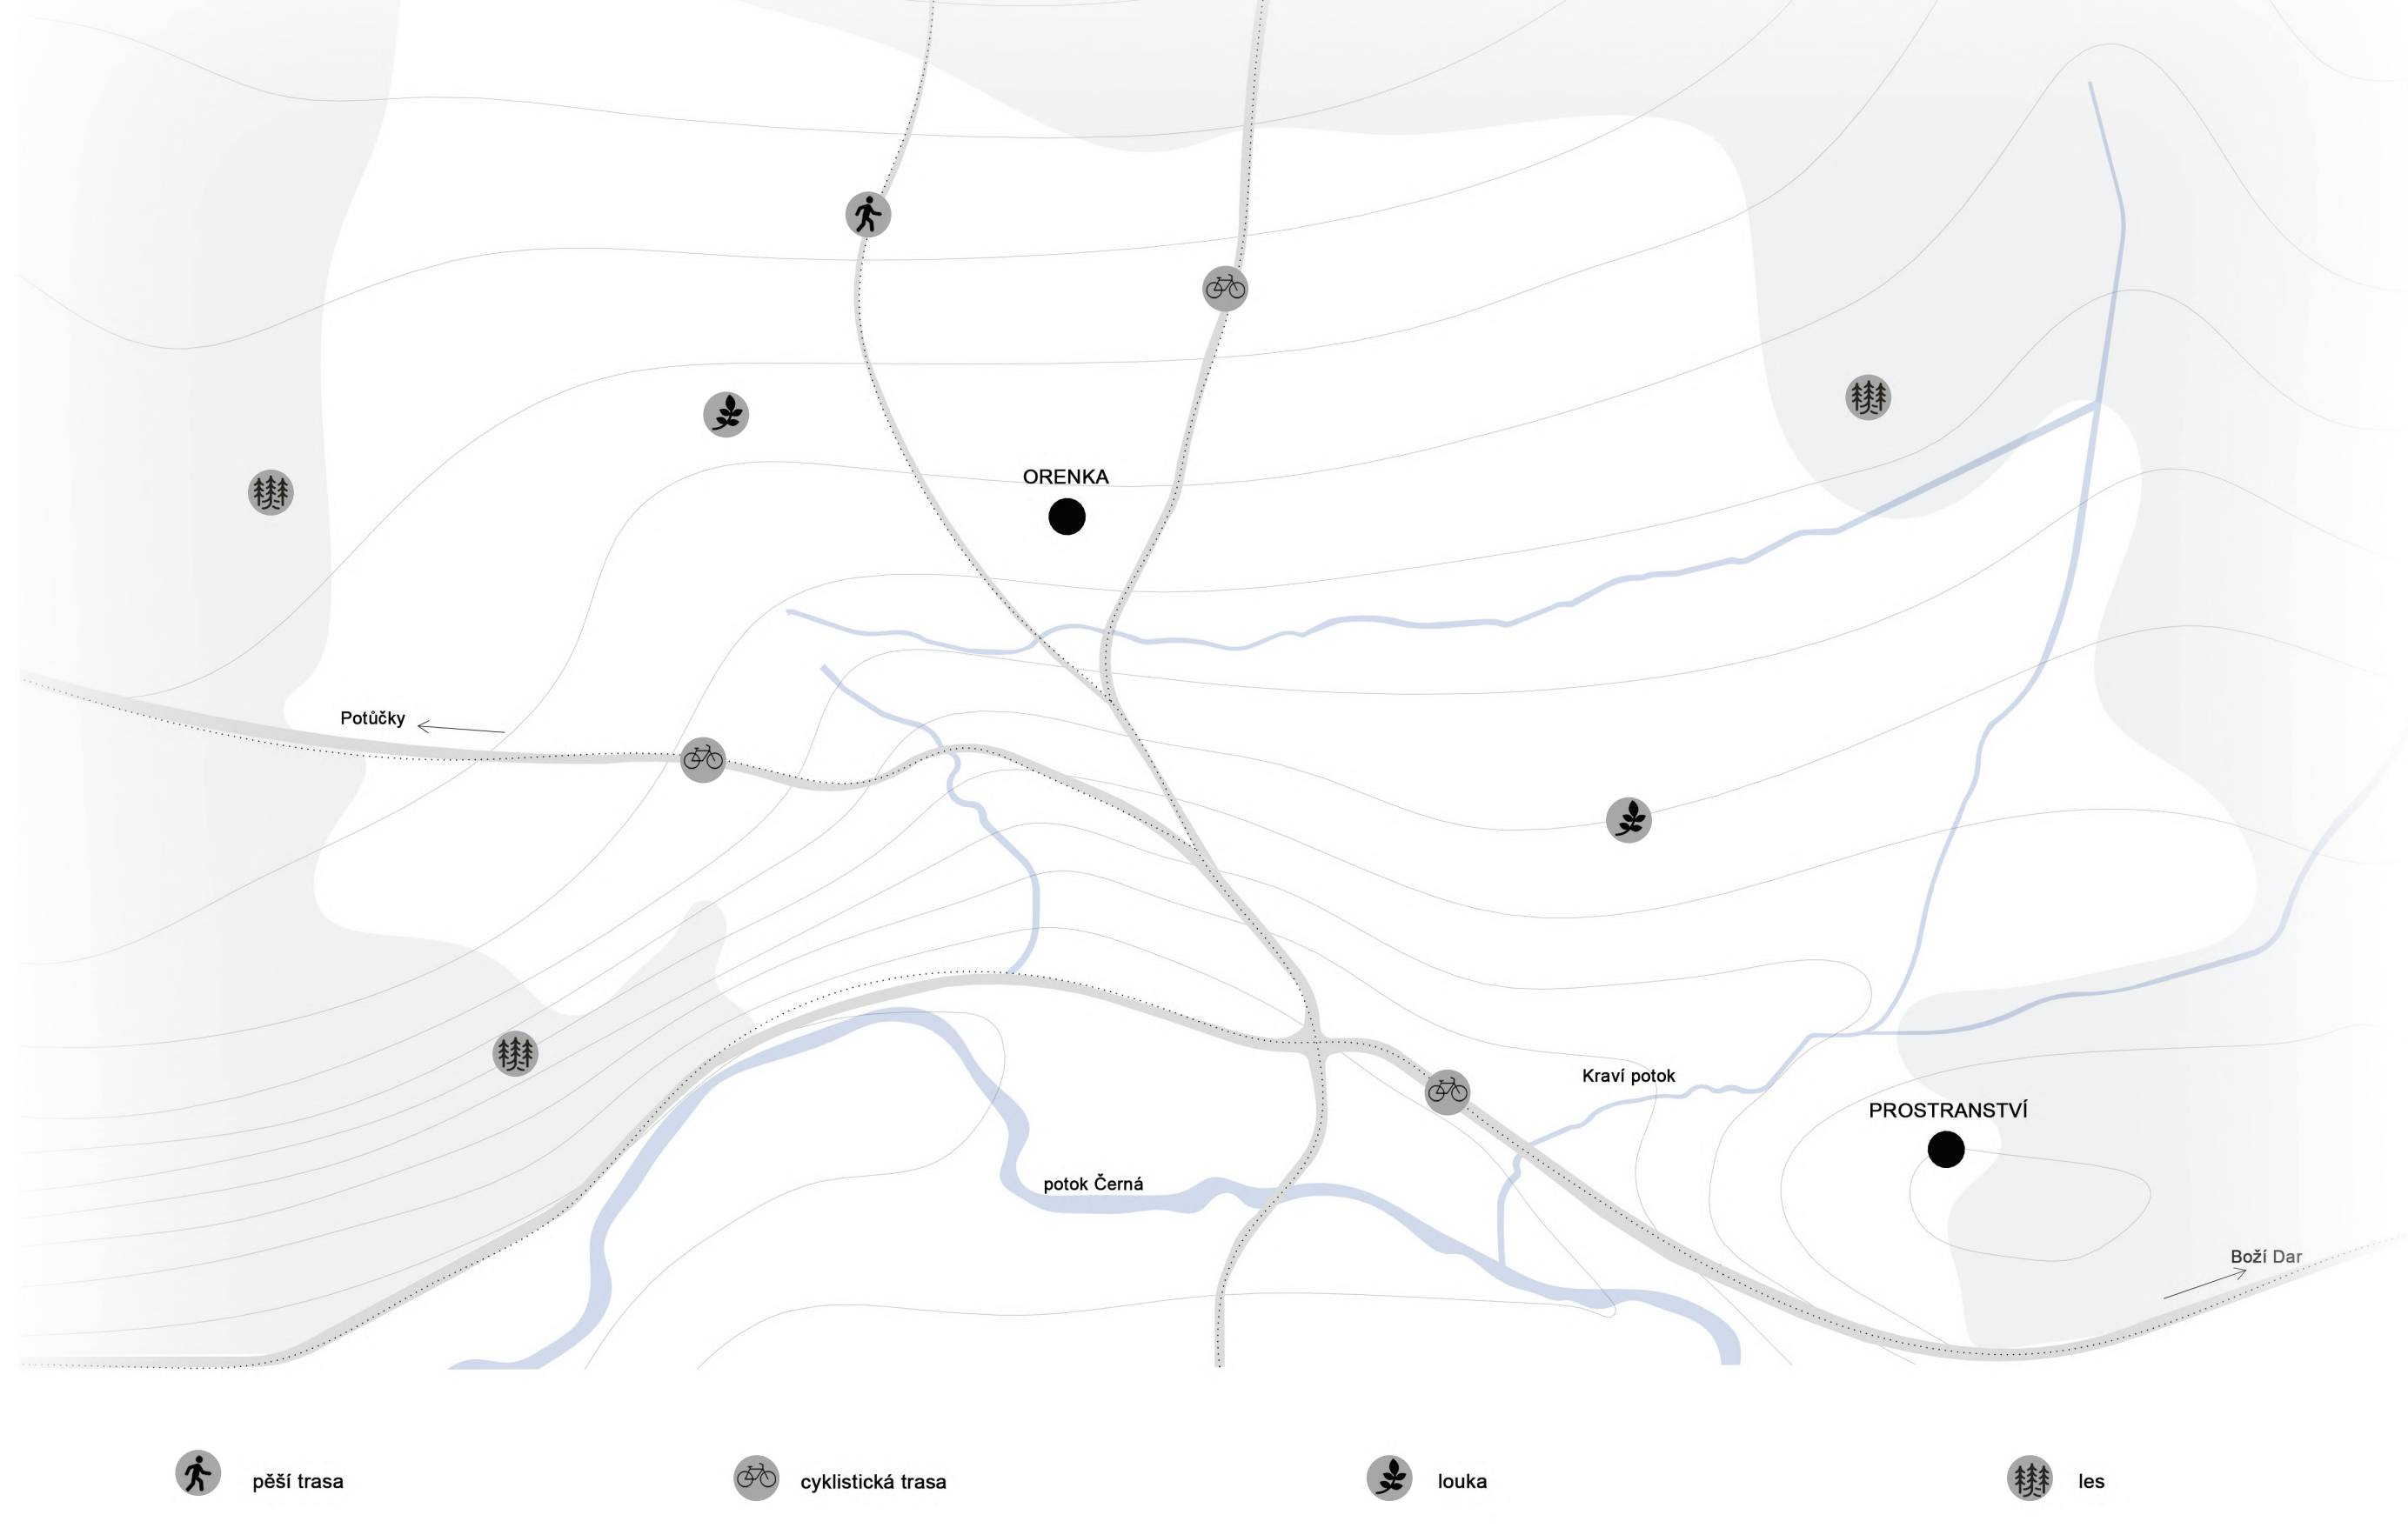 ORENKA
Potůčky
Kraví potok
PROSTRANSTVÍ
potok Černá
Boží Dar
pěší trasa
cyklistická trasa
louka
les